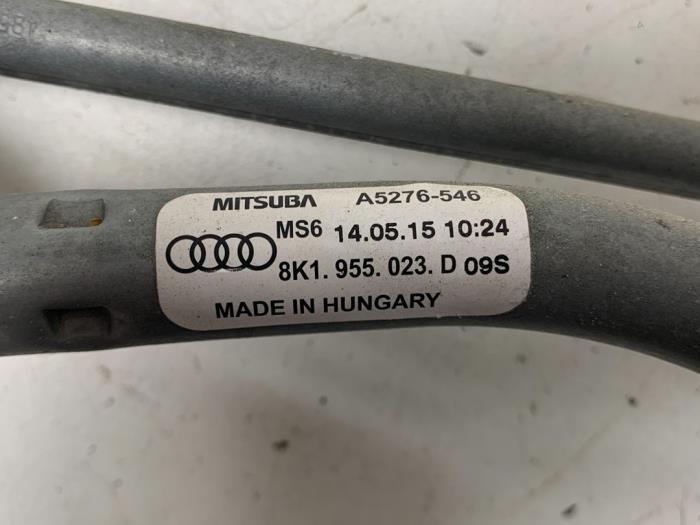 MITSUBA A5276-546
MS6 14.05.15 10:24
8K1. 955. 023. D 09S
MADE IN HUNGARY